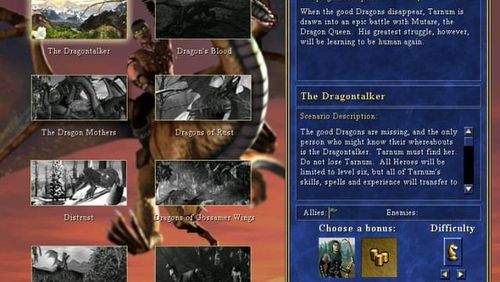 The Dragontalker
Dragon's Blood
The Dragon Mothers
Dragons of Rust
Distrust
Dragons of Gossamer Wings
When the good Dragons disappear, Tarnum is
drawn into an epic battle with Mutare, the
Dragon Queen. His greatest struggle, however,
will be learning to be human again.
The Dragontalker
Scenario Description:
The good Dragons are missing, and the only
person who might know their whereabouts
is the Dragontalker. Tarnum must find her.
Do not lose Tarnum. All Heroes will be
limited to level six, but all of Tarnum's
skills, spells and experience will transfer to
Allies:
Enemies:
Choose a bonus:
Difficulty